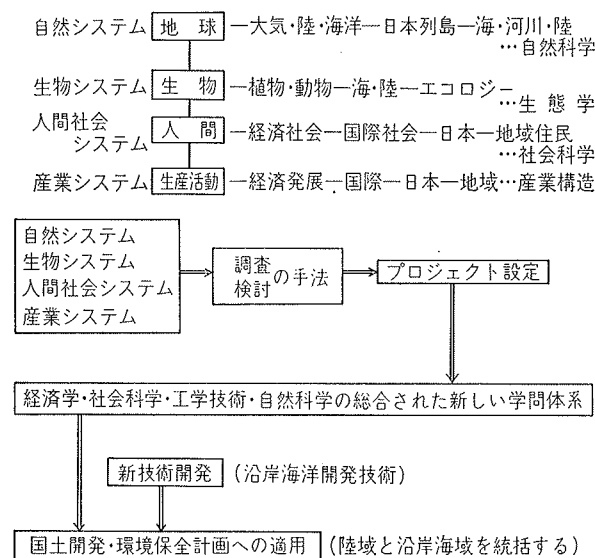 自然システム 地球 ―大気・陸・海洋―日本列島―海・河川・陸
…自然科学
生物システム 生物 ―植物・動物―海・陸―エコロジー
…生態学
人間社会
システム 人間 ―経済社会―国際社会―日本―地域住民
…社会科学
産業システム 生産活動 ―経済発展―国際―日本―地域…産業構造
自然システム
生物システム
人間社会システム
産業システム
調査
検討 の手法
プロジェクト設定
経済学・社会科学・工学技術・自然科学の総合された新しい学問体系
新技術開発 (沿岸海洋開発技術)
国土開発・環境保全計画への適用 (陸域と沿岸海域を統括する)